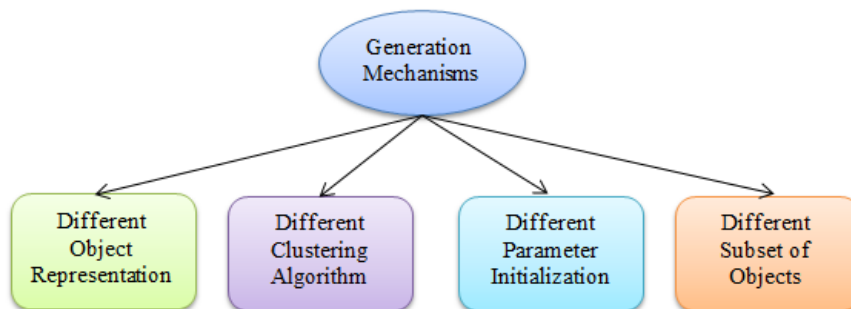 Generation
Mechanisms
Different
Object
Representation
Different
Clustering
Algorithm
Different
Parameter
Initialization
Different
Subset of
Objects